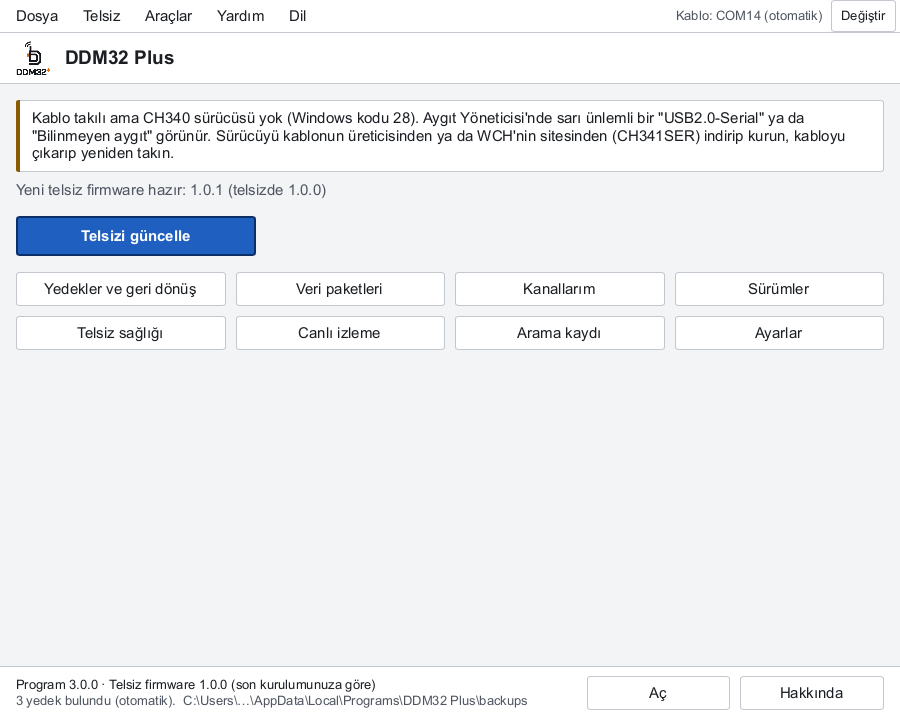 Dosya Telsiz Araçlar Yardım Dil Kablo: COM14 (otomatik) Değiştir
DDM32+ DDM32 Plus
Kablo takılı ama CH340 sürücüsü yok (Windows kodu 28). Aygıt Yöneticisi'nde sarı ünlemli bir "USB2.0-Serial" ya da
"Bilinmeyen aygıt" görünür. Sürücüyü kablonun üreticisinden ya da WCH'nin sitesinden (CH341SER) indirip kurun, kabloyu
çıkarıp yeniden takın.
Yeni telsiz firmware hazır: 1.0.1 (telsizde 1.0.0)
Telsizi güncelle
Yedekler ve geri dönüş Veri paketleri Kanallarım Sürümler
Telsiz sağlığı Canlı izleme Arama kaydı Ayarlar
Program 3.0.0 · Telsiz firmware 1.0.0 (son kurulumunuza göre)
3 yedek bulundu (otomatik). C:\Users\…\AppData\Local\Programs\DDM32 Plus\backups
Aç Hakkında